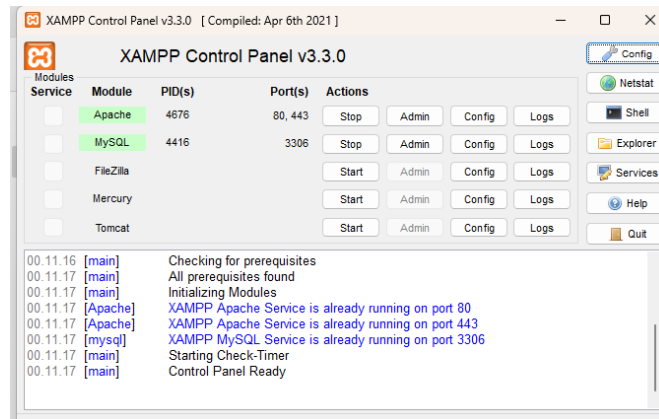 XAMPP Control Panel v3.3.0 [ Compiled: Apr 6th 2021 ]
XAMPP Control Panel v3.3.0
Config
Modules
Service Module PID(s) Port(s) Actions
Netstat
Apache 4676 80, 443 Stop Admin Config Logs
Shell
MySQL 4416 3306 Stop Admin Config Logs
Explorer
FileZilla Start Admin Config Logs
Services
Mercury Start Admin Config Logs
Help
Tomcat Start Admin Config Logs
Quit
00.11.16 [main] Checking for prerequisites
00.11.17 [main] All prerequisites found
00.11.17 [main] Initializing Modules
00.11.17 [Apache] XAMPP Apache Service is already running on port 80
00.11.17 [Apache] XAMPP Apache Service is already running on port 443
00.11.17 [mysql] XAMPP MySQL Service is already running on port 3306
00.11.17 [main] Starting Check-Timer
00.11.17 [main] Control Panel Ready